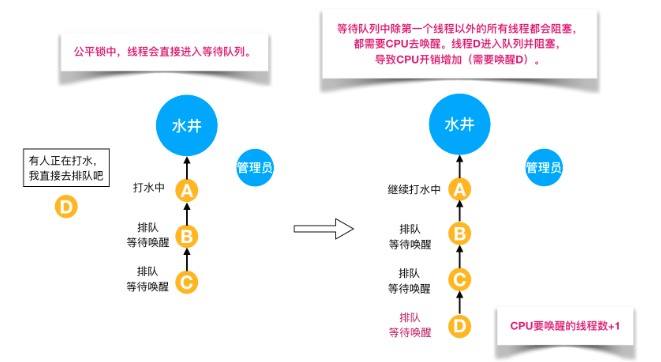 公平锁中，线程会直接进入等待队列。
等待队列中除第一个线程以外的所有线程都会阻塞，
都需要CPU去唤醒。线程D进入队列并阻塞，
导致CPU开销增加（需要唤醒D）。
水井
有人正在打水，
我直接去排队吧
D
管理员
打水中
A
排队
等待唤醒
B
排队
等待唤醒
C
水井
管理员
继续打水中
A
排队
等待唤醒
B
排队
等待唤醒
C
排队
等待唤醒
D
CPU要唤醒的线程数+1